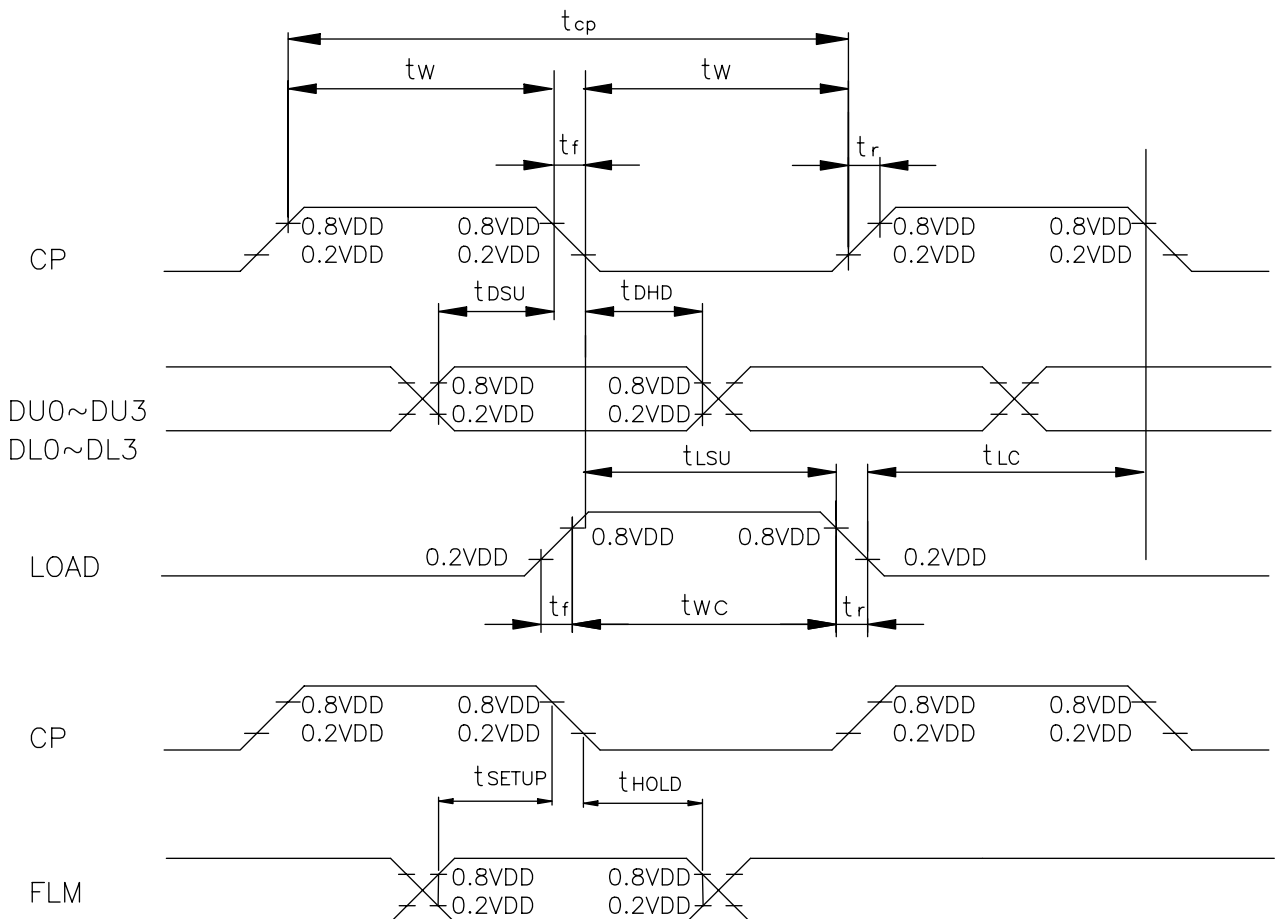 tcp
tw tw
tf tr
0.8VDD 0.8VDD 0.8VDD 0.8VDD
CP 0.2VDD 0.2VDD 0.2VDD 0.2VDD
tDSU tDHD
0.8VDD 0.8VDD
DU0~DU3 0.2VDD 0.2VDD
DL0~DL3
tLSU tLC
0.8VDD 0.8VDD
LOAD 0.2VDD 0.2VDD
tf twc tr
0.8VDD 0.8VDD 0.8VDD 0.8VDD
CP 0.2VDD 0.2VDD 0.2VDD 0.2VDD
tSETUP tHOLD
0.8VDD 0.8VDD
FLM 0.2VDD 0.2VDD